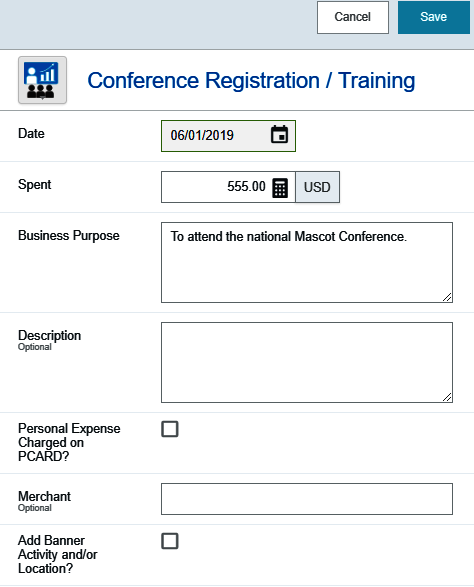 Cancel
Save
Conference Registration / Training
Date
06/01/2019
Spent
555.00
USD
Business Purpose
To attend the national Mascot Conference.
Description
Optional
Personal Expense
Charged on
PCARD?
Merchant
Optional
Add Banner
Activity and/or
Location?